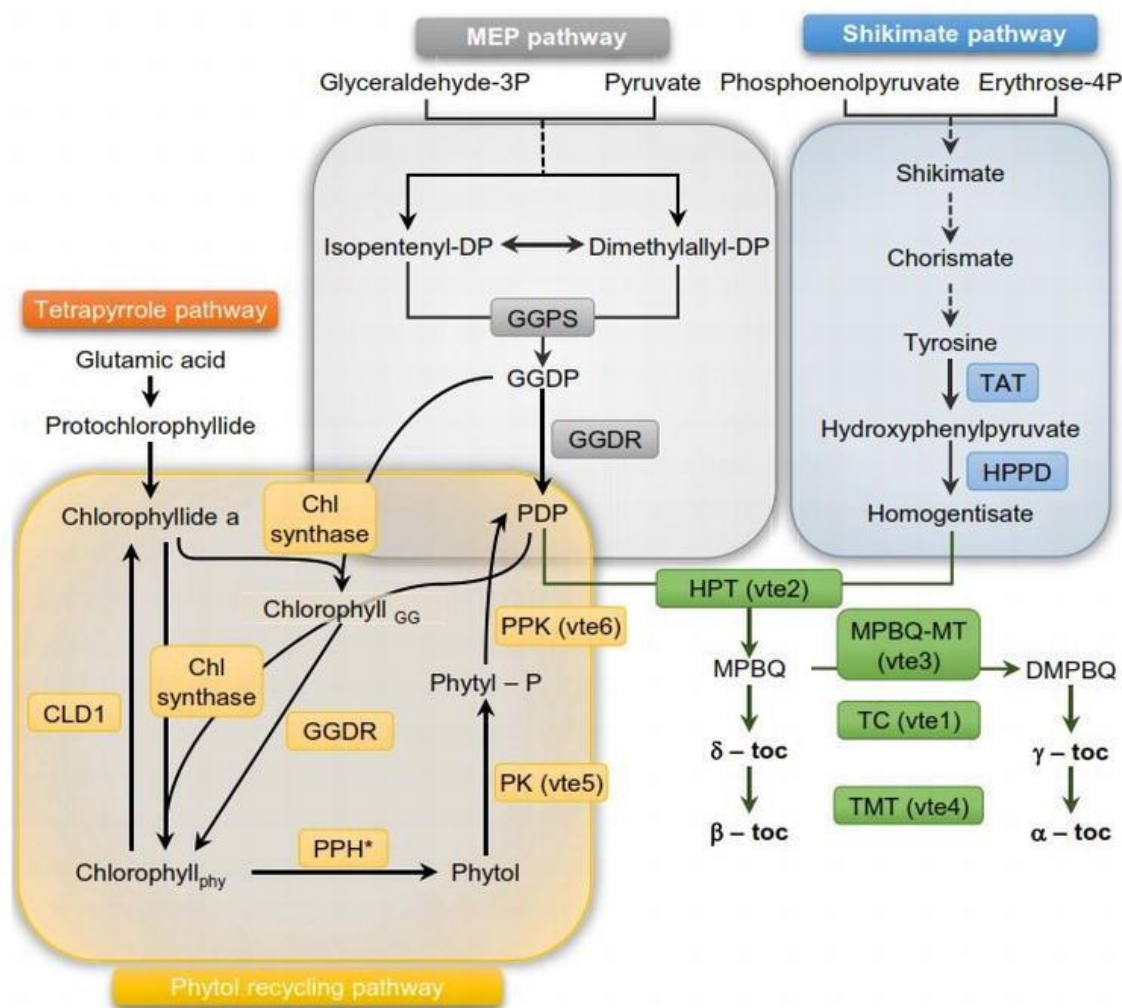 MEP pathway
Shikimate pathway
Glyceraldehyde-3P
Pyruvate
Phosphoenolpyruvate
Erythrose-4P
Shikimate
Isopentenyl-DP
Dimethylallyl-DP
Chorismate
Tetrapyrrole pathway
GGPS
Tyrosine
Glutamic acid
GGDP
TAT
Protochlorophyllide
GGDR
Hydroxyphenylpyruvate
HPPD
Chlorophyllide a
Chl
synthase
PDP
Homogentisate
HPT (vte2)
Chlorophyll GG
PPK (vte6)
MPBQ-MT
(vte3)
Chl
synthase
Phytyl – P
MPBQ
DMPBQ
CLD1
GGDR
TC (vte1)
δ – toc
γ – toc
PK (vte5)
TMT (vte4)
β – toc
α – toc
PPH*
Chlorophyllphy
Phytol
Phytol recycling pathway